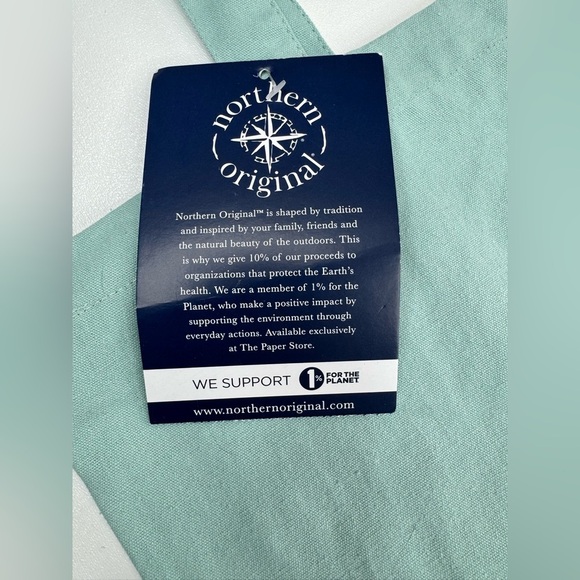 northern
original
Northern Original™ is shaped by tradition
and inspired by your family, friends and
the natural beauty of the outdoors. This
is why we give 10% of our proceeds to
organizations that protect the Earth's
health. We are a member of 1% for the
Planet, who make a positive impact by
supporting the environment through
everyday actions. Available exclusively
at The Paper Store.
WE SUPPORT 1% FOR THE
PLANET
www.northernoriginal.com